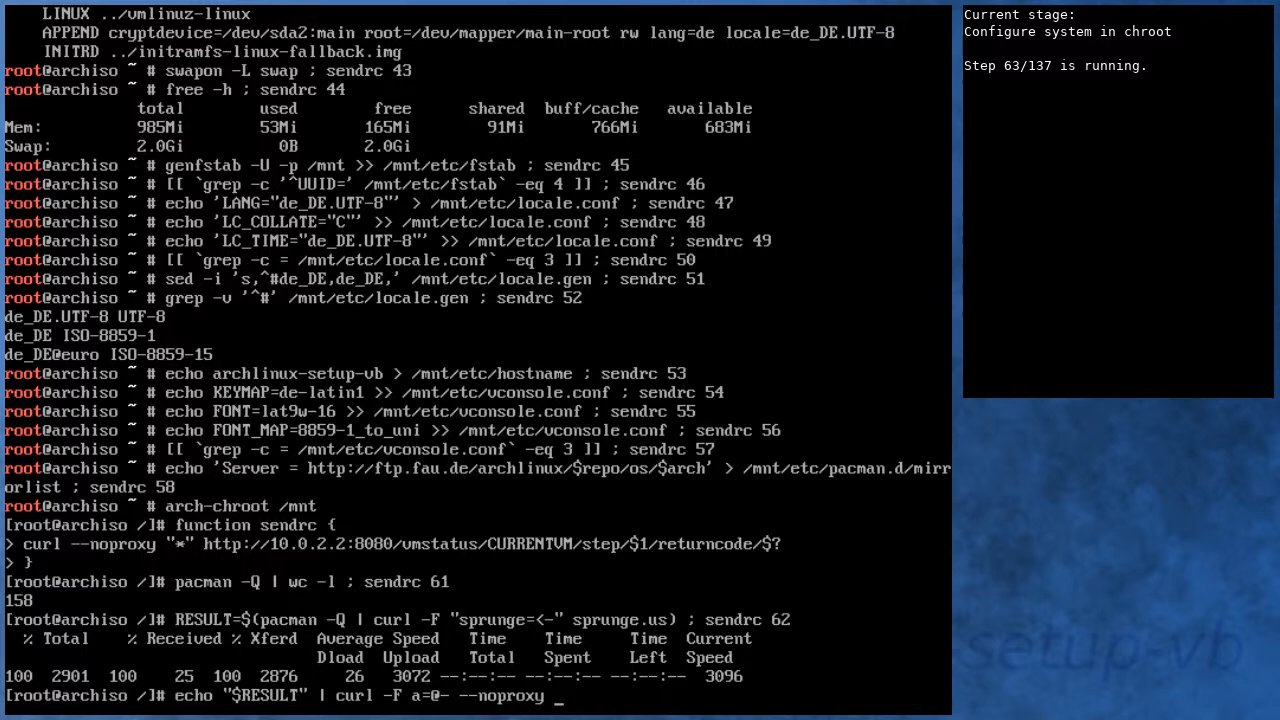 LINUX ../vmlinuz-linux
APPEND cryptdevice=/dev/sda2:main root=/dev/mapper/main-root rw lang=de locale=de_DE.UTF-8
INITRD ../initramfs-linux-fallback.img
root@archiso ~ # swapon -L swap ; sendrc 43
root@archiso ~ # free -h ; sendrc 44
total used free shared buff/cache available
Mem: 985Mi 53Mi 165Mi 91Mi 766Mi 683Mi
Swap: 2.0Gi 0B 2.0Gi
root@archiso ~ # genfstab -U -p /mnt >> /mnt/etc/fstab ; sendrc 45
root@archiso ~ # [[ `grep -c '^UUID=' /mnt/etc/fstab` -eq 4 ]] ; sendrc 46
root@archiso ~ # echo 'LANG="de_DE.UTF-8"' > /mnt/etc/locale.conf ; sendrc 47
root@archiso ~ # echo 'LC_COLLATE="C"' >> /mnt/etc/locale.conf ; sendrc 48
root@archiso ~ # echo 'LC_TIME="de_DE.UTF-8"' >> /mnt/etc/locale.conf ; sendrc 49
root@archiso ~ # [[ `grep -c = /mnt/etc/locale.conf` -eq 3 ]] ; sendrc 50
root@archiso ~ # sed -i 's,^#de_DE,de_DE,' /mnt/etc/locale.gen ; sendrc 51
root@archiso ~ # grep -v '^#' /mnt/etc/locale.gen ; sendrc 52
de_DE.UTF-8 UTF-8
de_DE ISO-8859-1
de_DE@euro ISO-8859-15
root@archiso ~ # echo archlinux-setup-vb > /mnt/etc/hostname ; sendrc 53
root@archiso ~ # echo KEYMAP=de-latin1 >> /mnt/etc/vconsole.conf ; sendrc 54
root@archiso ~ # echo FONT=lat9w-16 >> /mnt/etc/vconsole.conf ; sendrc 55
root@archiso ~ # echo FONT_MAP=8859-1_to_uni >> /mnt/etc/vconsole.conf ; sendrc 56
root@archiso ~ # [[ `grep -c = /mnt/etc/vconsole.conf` -eq 3 ]] ; sendrc 57
root@archiso ~ # echo 'Server = http://ftp.fau.de/archlinux/$repo/os/$arch' > /mnt/etc/pacman.d/mirr
orlist ; sendrc 58
root@archiso ~ # arch-chroot /mnt
[root@archiso /]# function sendrc {
> curl --noproxy "*" http://10.0.2.2:8080/vmstatus/CURRENTVM/step/$1/returncode/$?
> }
[root@archiso /]# pacman -Q | wc -l ; sendrc 61
158
[root@archiso /]# RESULT=$(pacman -Q | curl -F "sprunge=<-" sprunge.us) ; sendrc 62
% Total % Received % Xferd Average Speed Time Time Time Current
Dload Upload Total Spent Left Speed
100 2901 100 25 100 2876 26 3072 --:--:-- --:--:-- --:--:-- 3096
[root@archiso /]# echo "$RESULT" | curl -F a=@- --noproxy _
Current stage:
Configure system in chroot
Step 63/137 is running.
setup-vb